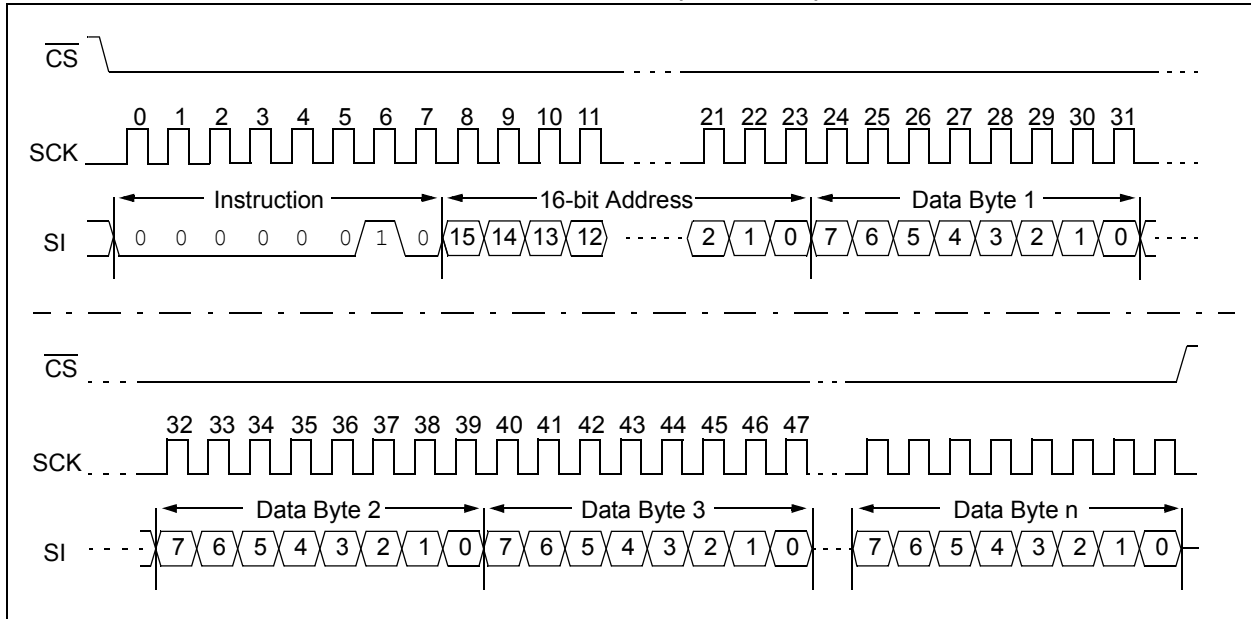 CS
0 1 2 3 4 5 6 7 8 9 10 11 21 22 23 24 25 26 27 28 29 30 31
SCK
Instruction 16-bit Address Data Byte 1
SI 0 0 0 0 0 0 1 0 15 14 13 12 2 1 0 7 6 5 4 3 2 1 0
CS
32 33 34 35 36 37 38 39 40 41 42 43 44 45 46 47
SCK
Data Byte 2 Data Byte 3 Data Byte n
SI 7 6 5 4 3 2 1 0 7 6 5 4 3 2 1 0 7 6 5 4 3 2 1 0